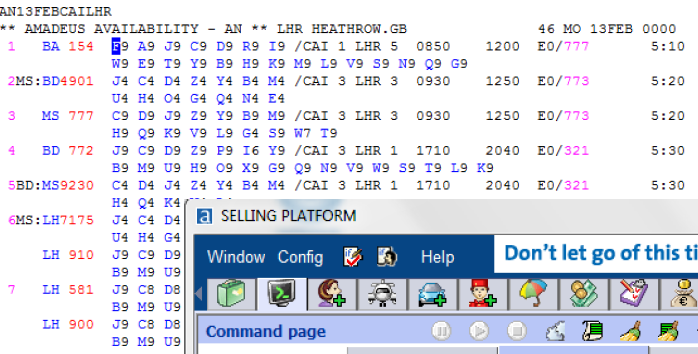 AN13FEBCAILHR
** AMADEUS AVAILABILITY - AN ** LHR HEATHROW.GB 46 MO 13FEB 0000
1 BA 154 F9 A9 J9 C9 D9 R9 I9 /CAI 1 LHR 5 0850 1200 E0/777 5:10
W9 E9 T9 Y9 B9 H9 K9 M9 L9 V9 S9 N9 Q9 G9
2MS:BD4901 J4 C4 D4 Z4 Y4 B4 M4 /CAI 3 LHR 3 0930 1250 E0/773 5:20
U4 H4 O4 G4 Q4 N4 E4
3 MS 777 C9 D9 J9 Z9 Y9 B9 M9 /CAI 3 LHR 3 0930 1250 E0/773 5:20
H9 Q9 K9 V9 L9 G4 S9 W7 T9
4 BD 772 J9 C9 D9 Z9 P9 I6 Y9 /CAI 3 LHR 1 1710 2040 E0/321 5:30
B9 M9 U9 H9 O9 X9 G9 Q9 N9 V9 W9 S9 T9 L9 K9
5BD:MS9230 C4 D4 J4 Z4 Y4 B4 M4 /CAI 3 LHR 1 1710 2040 E0/321 5:30
H4 Q4 K4
6MS:LH7175 J4 C4 D4
U4 H4 G4
LH 910 J9 C9 D9
B9 M9 U9
7 LH 581 J9 C8 D8
B9 M9 U9
LH 900 J9 C8 D8
B9 M9 U9
a SELLING PLATFORM
Window Config Help
Don't let go of this ti
Command page